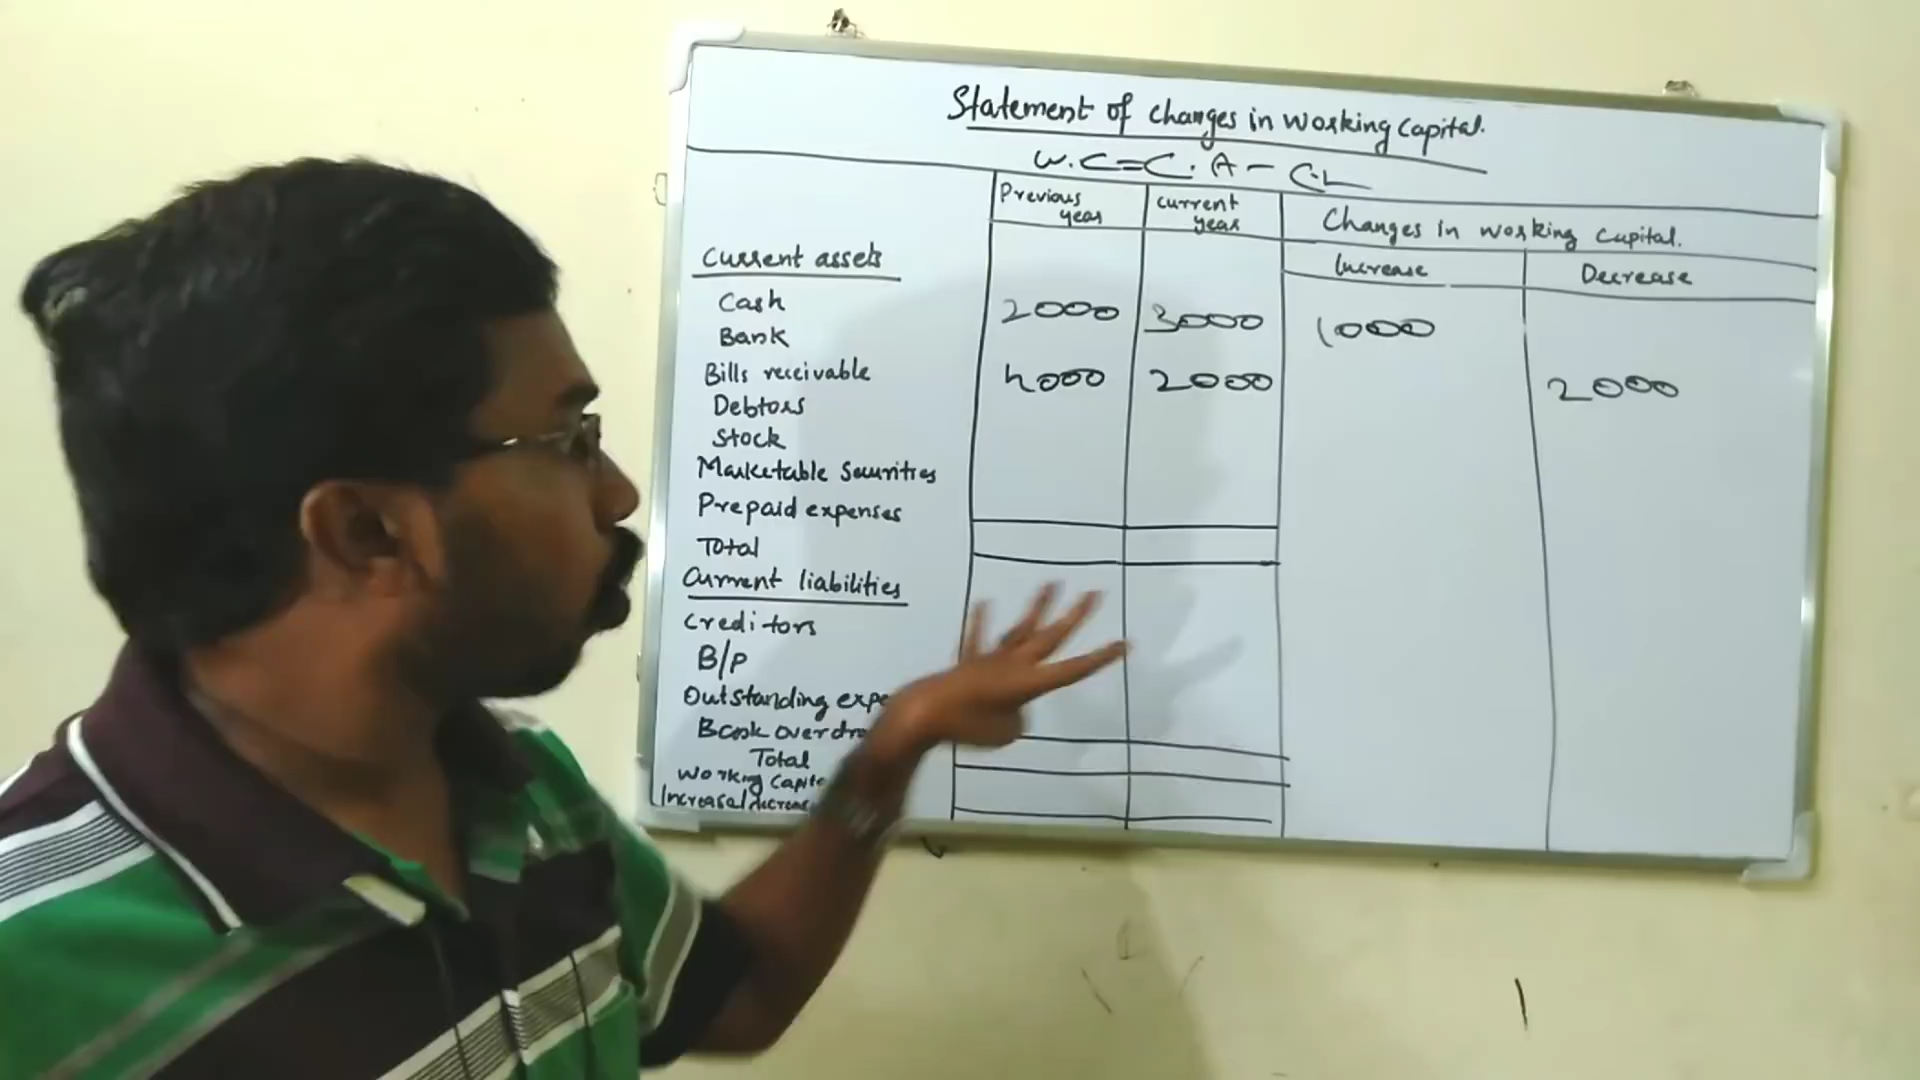 Statement of changes in working capital.
W.C=C.A - C.L
Previous year
current year
Changes in working capital.
Increase
Decrease
Current assets
Cash 2000 3000 1000
Bank
Bills receivable 4000 2000 2000
Debtors
Stock
Marketable Securities
Prepaid expenses
Total
Current liabilities
Creditors
B/P
Outstanding
Total
Working